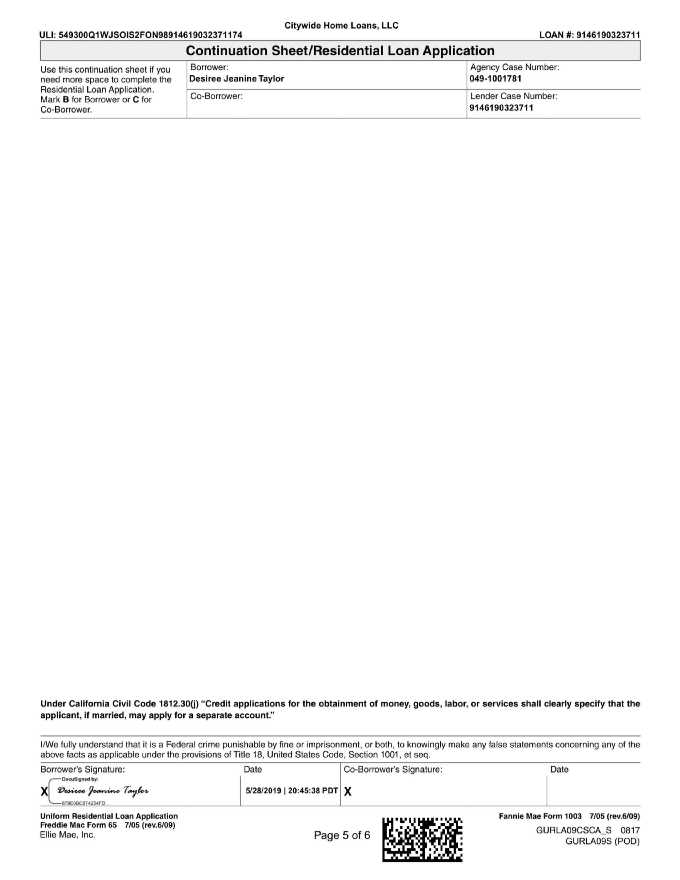 Citywide Home Loans, LLC
ULI: 549300Q1WJSOIS2FON98914619032371174
LOAN #: 9146190323711
Continuation Sheet/Residential Loan Application
Use this continuation sheet if you
need more space to complete the
Residential Loan Application.
Mark B for Borrower or C for
Co-Borrower.
Borrower:
Desiree Jeanine Taylor
Agency Case Number:
049-1001781
Co-Borrower:
Lender Case Number:
9146190323711
Under California Civil Code 1812.30(j) “Credit applications for the obtainment of money, goods, labor, or services shall clearly specify that the
applicant, if married, may apply for a separate account.”
I/We fully understand that it is a Federal crime punishable by fine or imprisonment, or both, to knowingly make any false statements concerning any of the
above facts as applicable under the provisions of Title 18, United States Code, Section 1001, et seq.
Borrower's Signature:
Date
Co-Borrower's Signature:
Date
DocuSigned by:
X Desiree Jeanine Taylor
5/28/2019 | 20:45:38 PDT
X
Uniform Residential Loan Application
Freddie Mac Form 65 7/05 (rev.6/09)
Ellie Mae, Inc.
Page 5 of 6
Fannie Mae Form 1003 7/05 (rev.6/09)
GURLA09CSCA_S 0817
GURLA09S (POD)